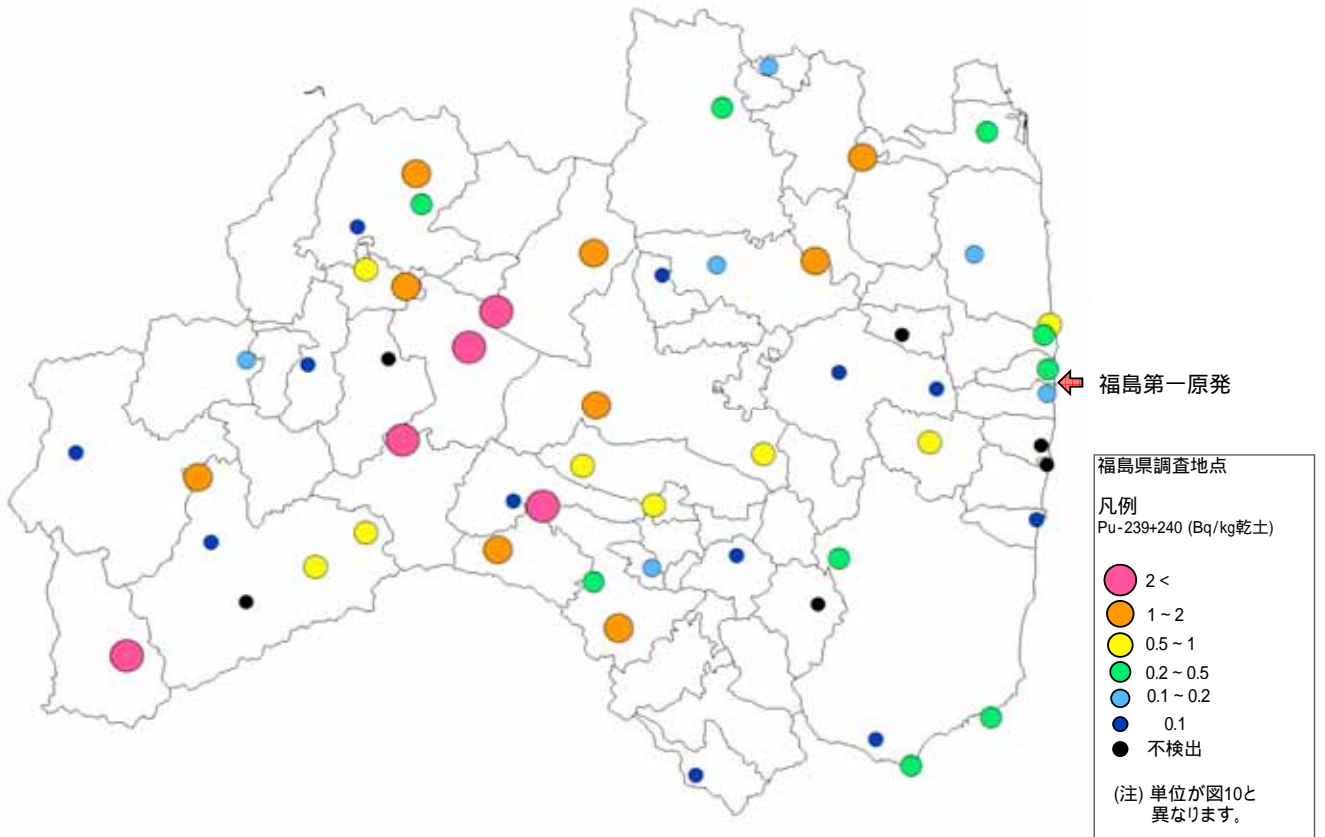 福島第一原発
福島県調査地点
凡例
Pu-239+240 (Bq/kg乾土)
2 <
1 ~ 2
0.5 ~ 1
0.2 ~ 0.5
0.1 ~ 0.2
0.1
不検出
(注) 単位が図10と
異なります。